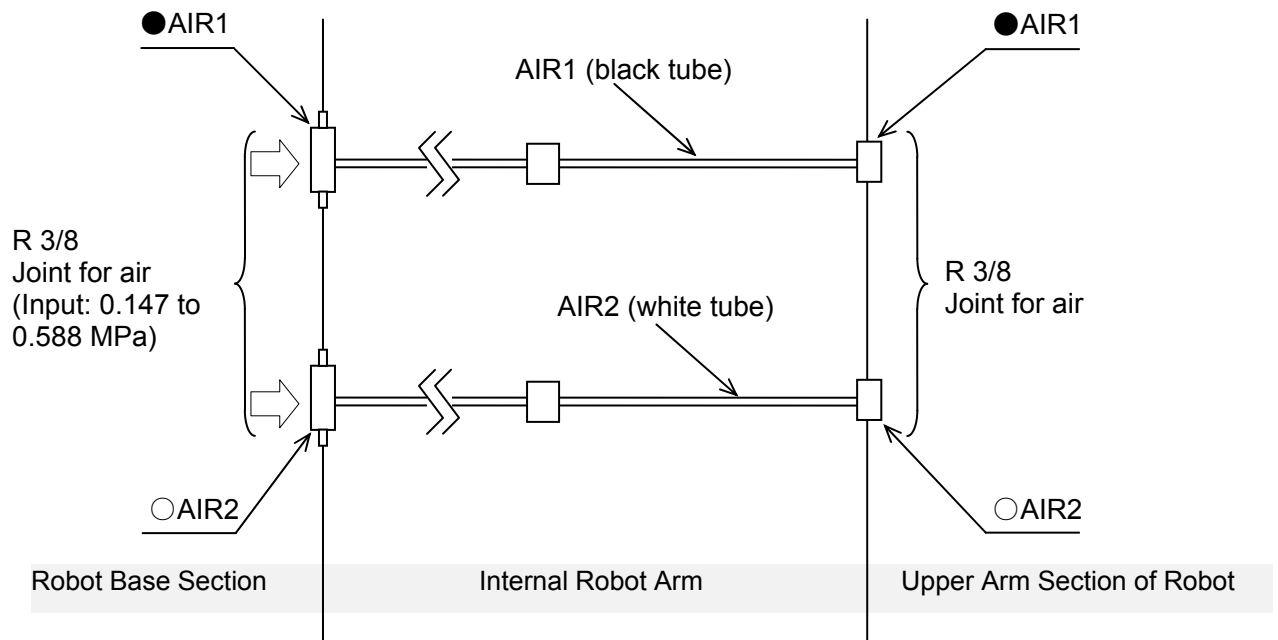 ●AIR1
●AIR1
AIR1 (black tube)
R 3/8
Joint for air
(Input: 0.147 to
0.588 MPa)
R 3/8
Joint for air
AIR2 (white tube)
○AIR2
○AIR2
Robot Base Section
Internal Robot Arm
Upper Arm Section of Robot